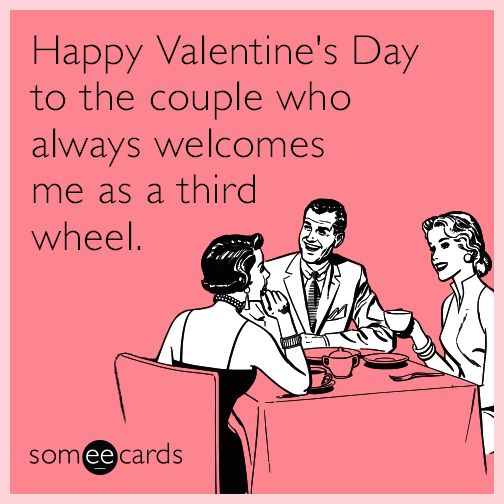 Happy Valentine's Day
to the couple who
always welcomes
me as a third
wheel.
someecards